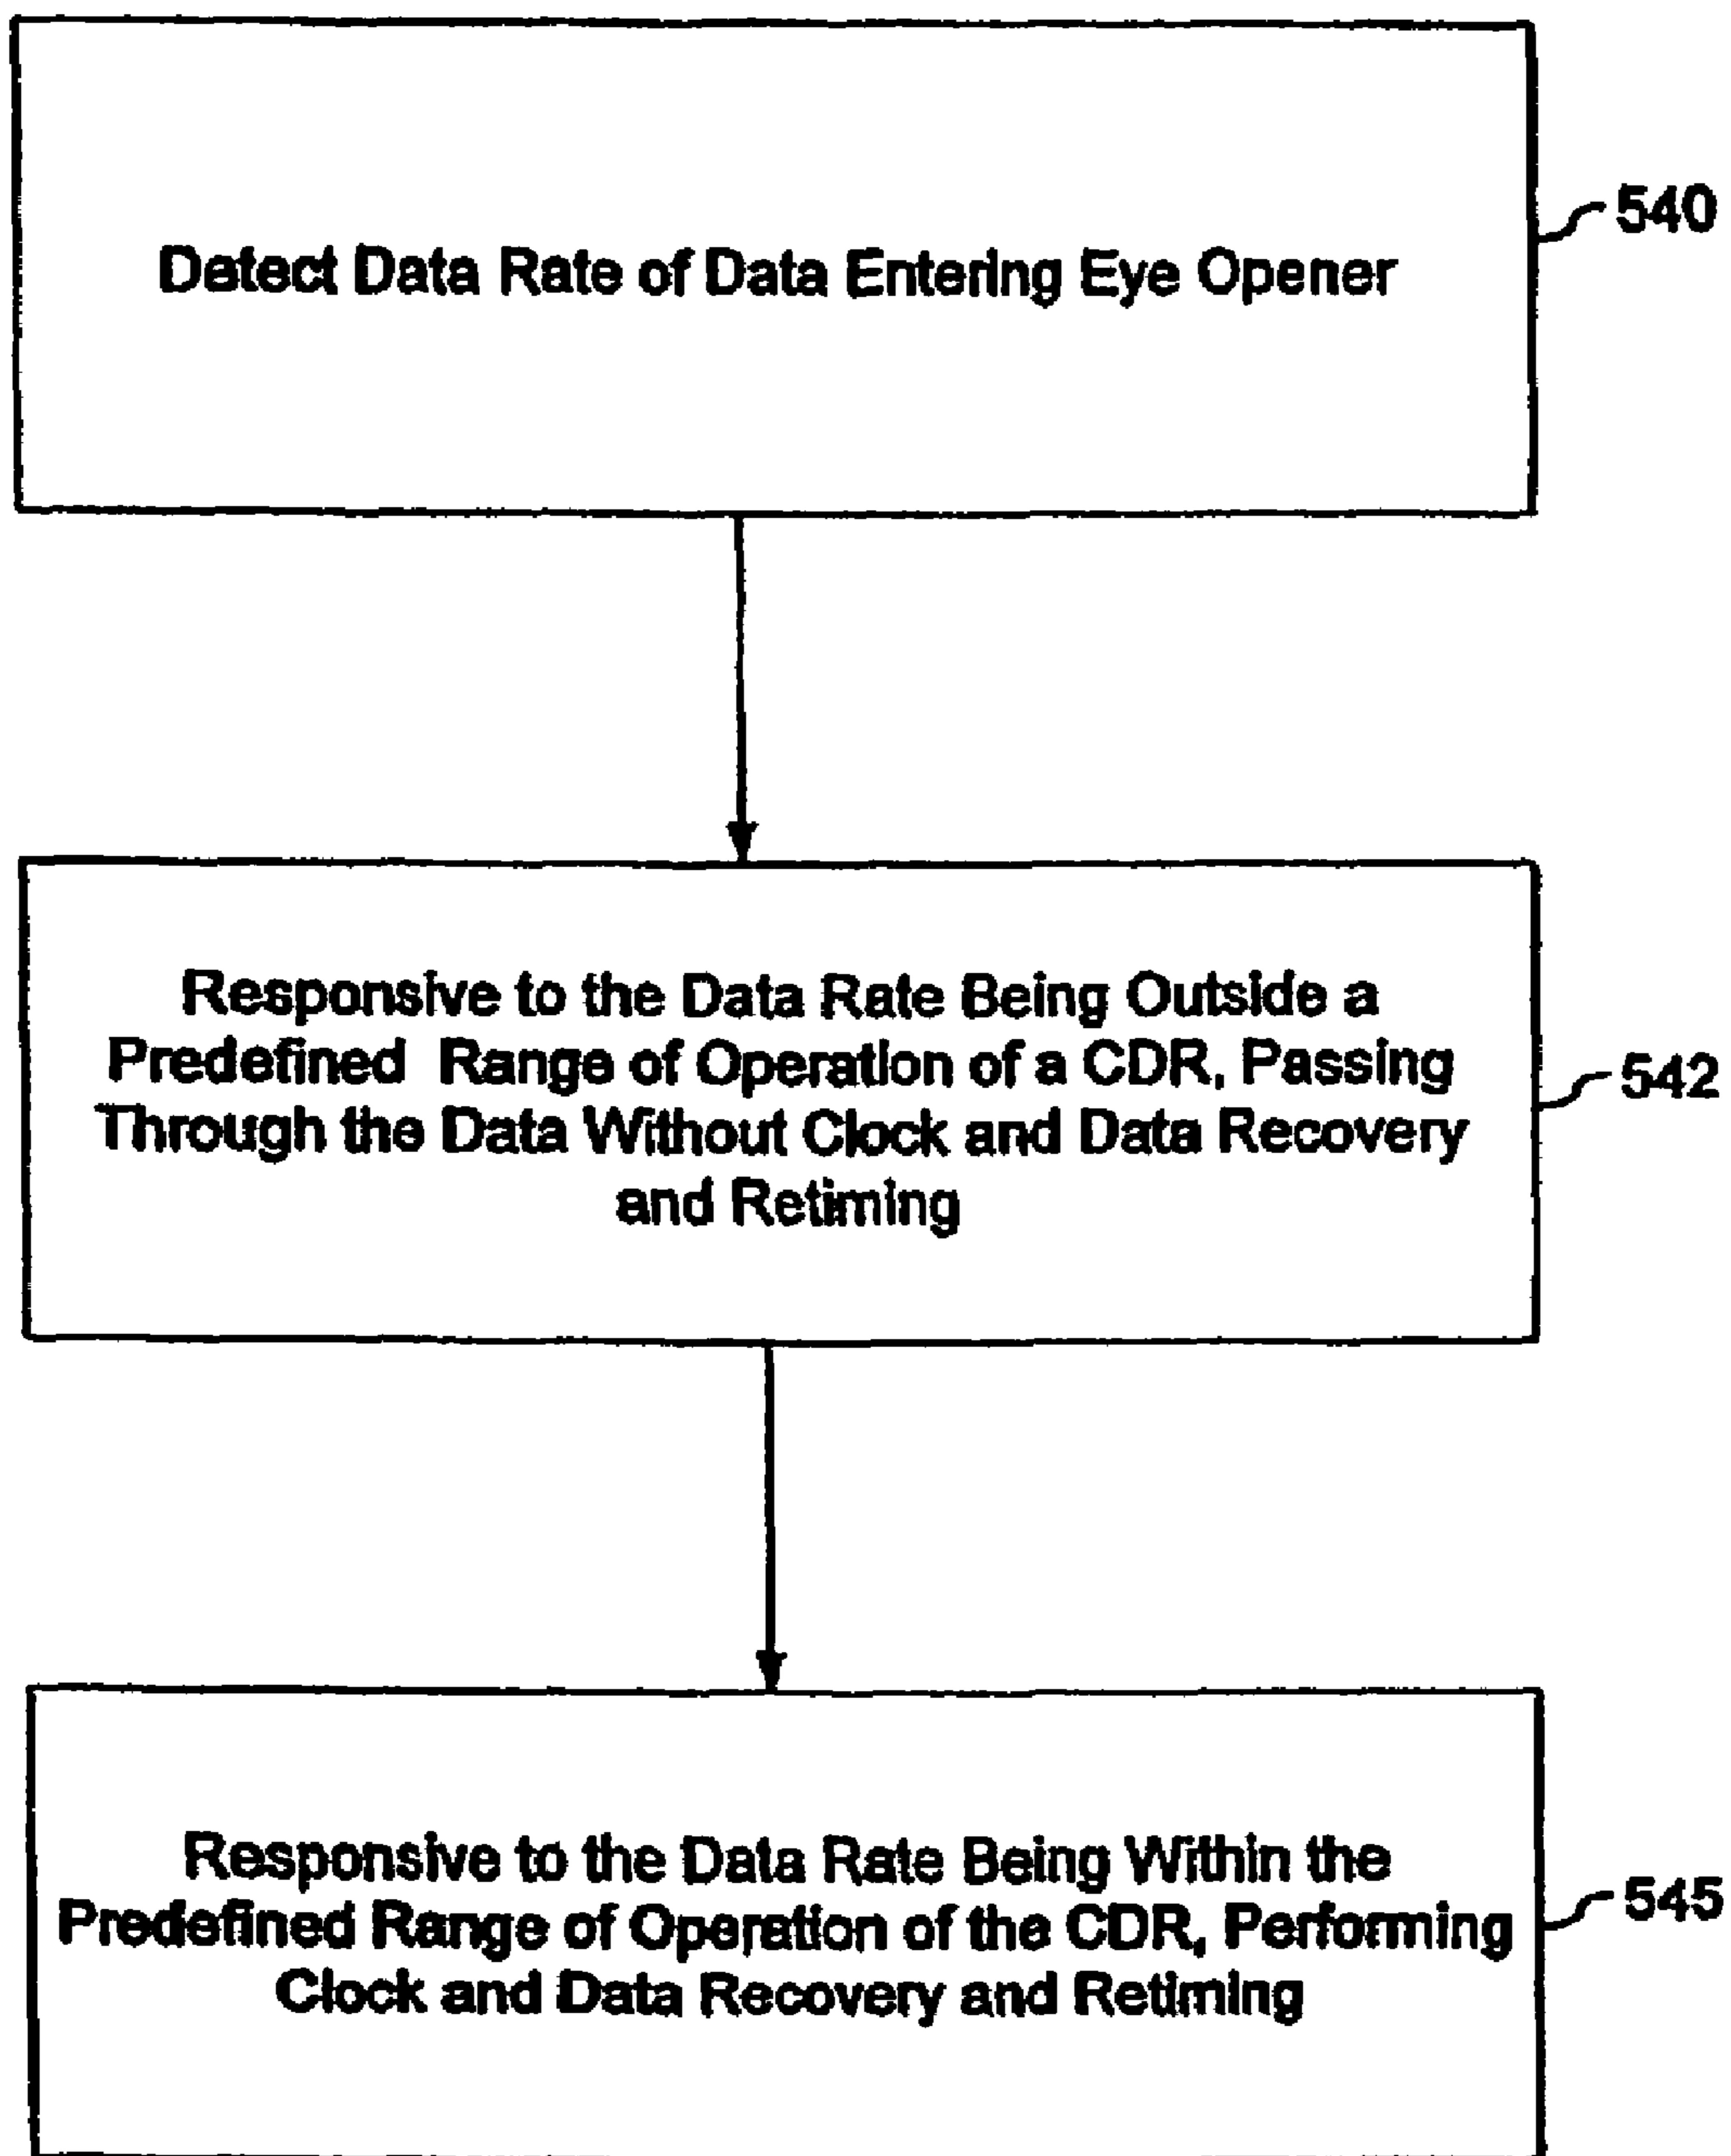 Detect Data Rate of Data Entering Eye Opener
540
Responsive to the Data Rate Being Outside a
Predefined Range of Operation of a CDR, Passing
Through the Data Without Clock and Data Recovery
and Retiming
542
Responsive to the Data Rate Being Within the
Predefined Range of Operation of the CDR, Performing
Clock and Data Recovery and Retiming
545